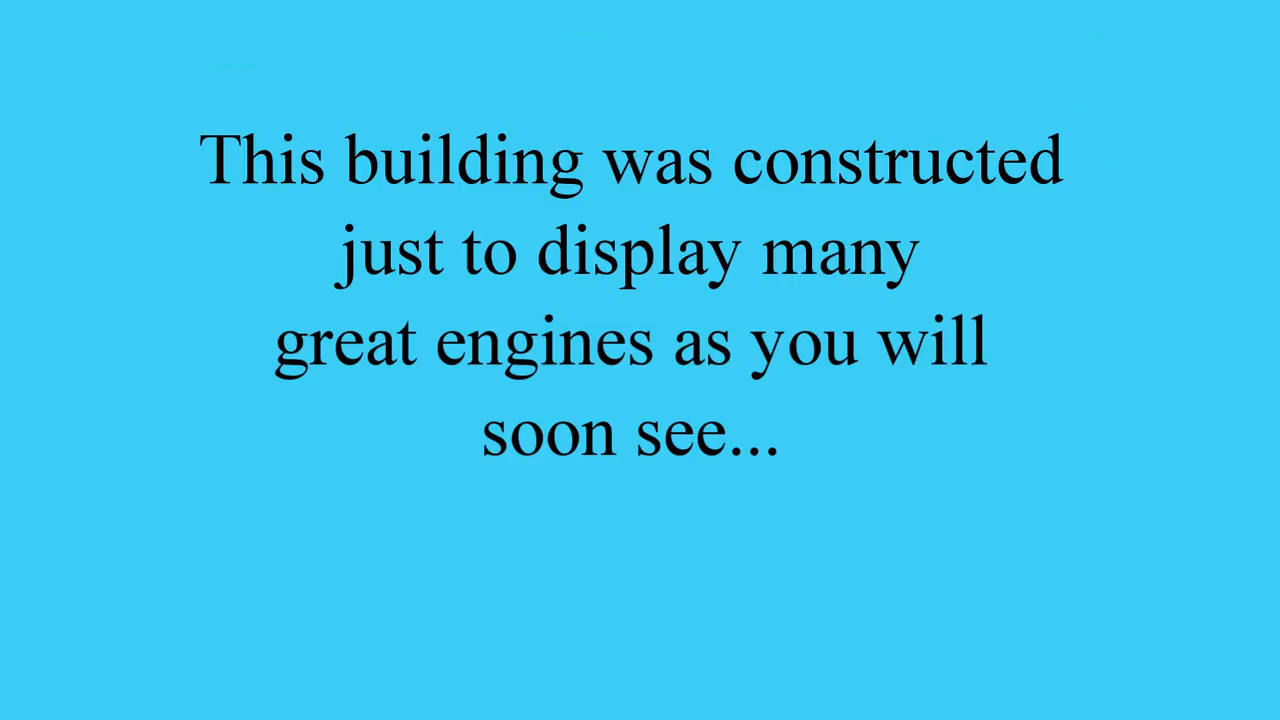 This building was constructed
just to display many
great engines as you will
soon see...